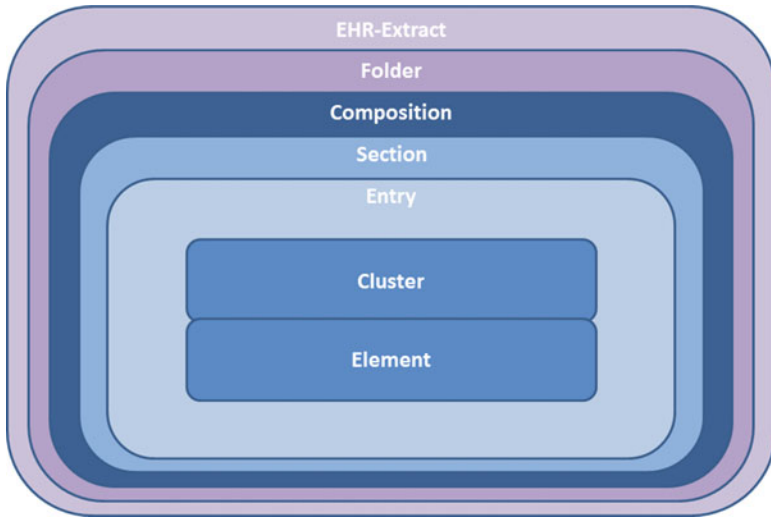 EHR-Extract
Folder
Composition
Section
Entry
Cluster
Element